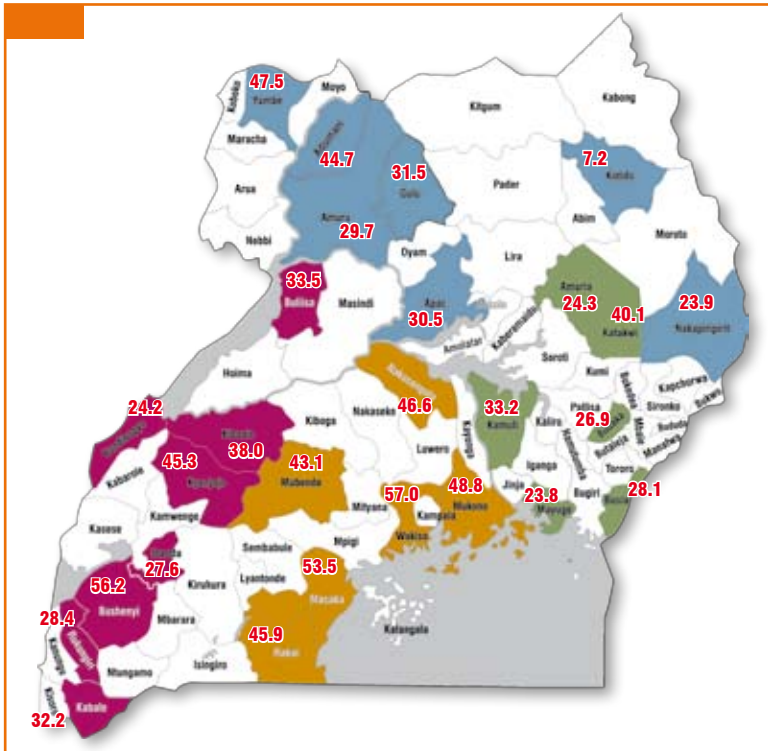 47.5
Yumbe
Koboko
Moyo
Maracha
Adjumani
44.7
Arua
Amuru
29.7
31.5
Gulu
Nebbi
Kitgum
Kabong
7.2
Kotido
Pader
Abim
Moroto
Oyam
Lira
33.5
Buliisa
Masindi
Apac
30.5
Amolatar
Kaberamaido
Amuria
24.3
40.1
Katakwi
23.9
Nakapiripirit
Soroti
Kumi
Bukedea
Kapchorwa
Bukwo
Hoima
24.2
Kibaale
38.0
45.3
Kyenjojo
Kiboga
Nakaseke
46.6
Luwero
Kayunga
33.2
Kamuli
Kaliro
Pallisa
26.9
Sironko
Mbale
Bududa
Manafwa
Butaleja
Namutumba
Tororo
Iganga
Jinja
23.8
Mayuge
Bugiri
28.1
Busia
Kabarole
Kasese
Kamwenge
43.1
Mubende
Mityana
57.0
Kampala
Wakiso
48.8
Mukono
Mpigi
Sembabule
Lyantonde
53.5
Masaka
27.6
Kiruhura
56.2
Bushenyi
28.4
Rukungiri
Kanungu
Mbarara
45.9
Rakai
Kalangala
Isingiro
Ntungamo
Kisoro
32.2
Kabale